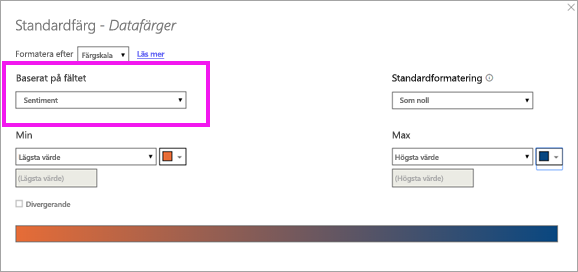 Standardfärg - Datafärger
Formatera efter Färgskala Läs mer
Baserat på fältet Standardformatering
Sentiment Som noll
Min Max
Lägsta värde Högsta värde
(Lägsta värde) (Högsta värde)
Divergerande